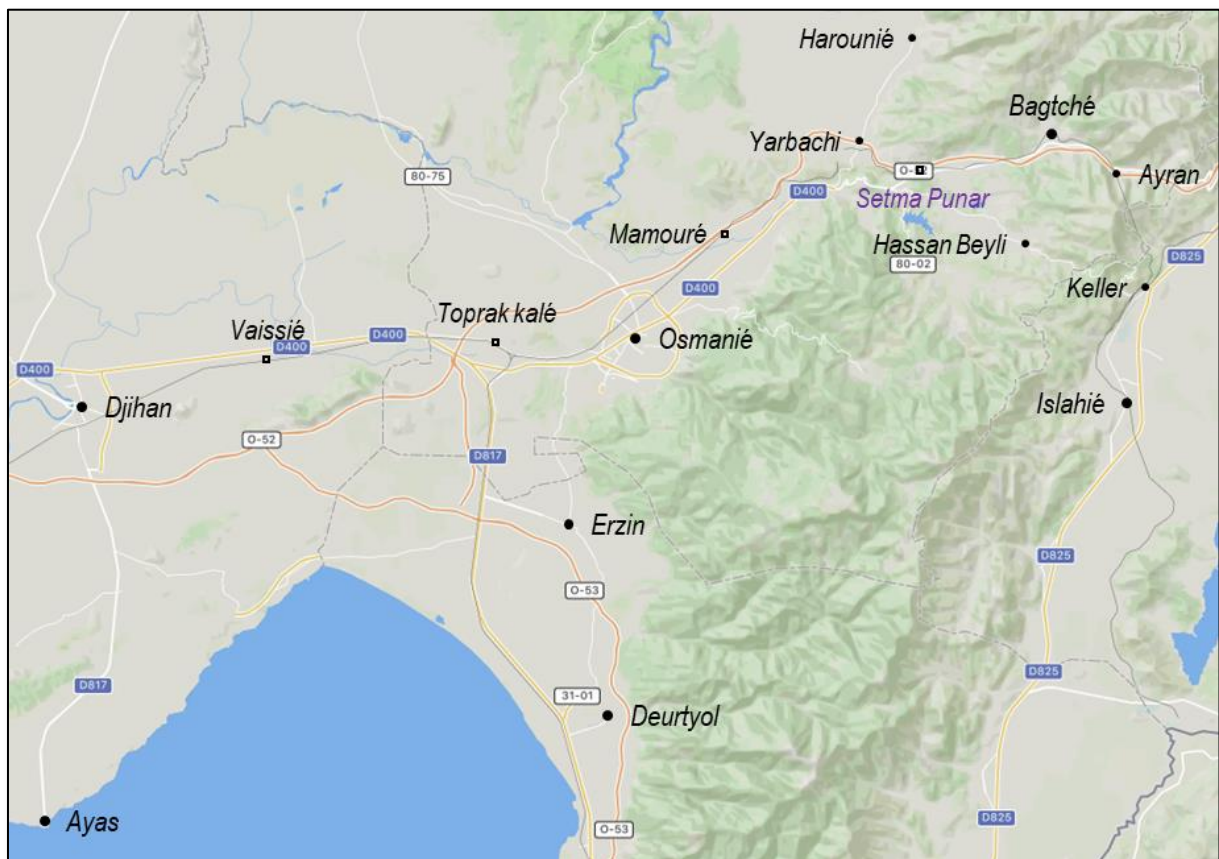 Harounié
Bagtché
Yarbachi
Ayran
80-75
D400
Setma Punar
Mamouré
Hassan Beyli
80-02
D825
Keller
D400
Toprak kalé
Vaissié
D400
D400
Osmanié
D400
Djihan
Islahié
O-52
D817
Erzin
D825
O-53
D825
D817
31-01
Deurtyol
Ayas
O-53
D825